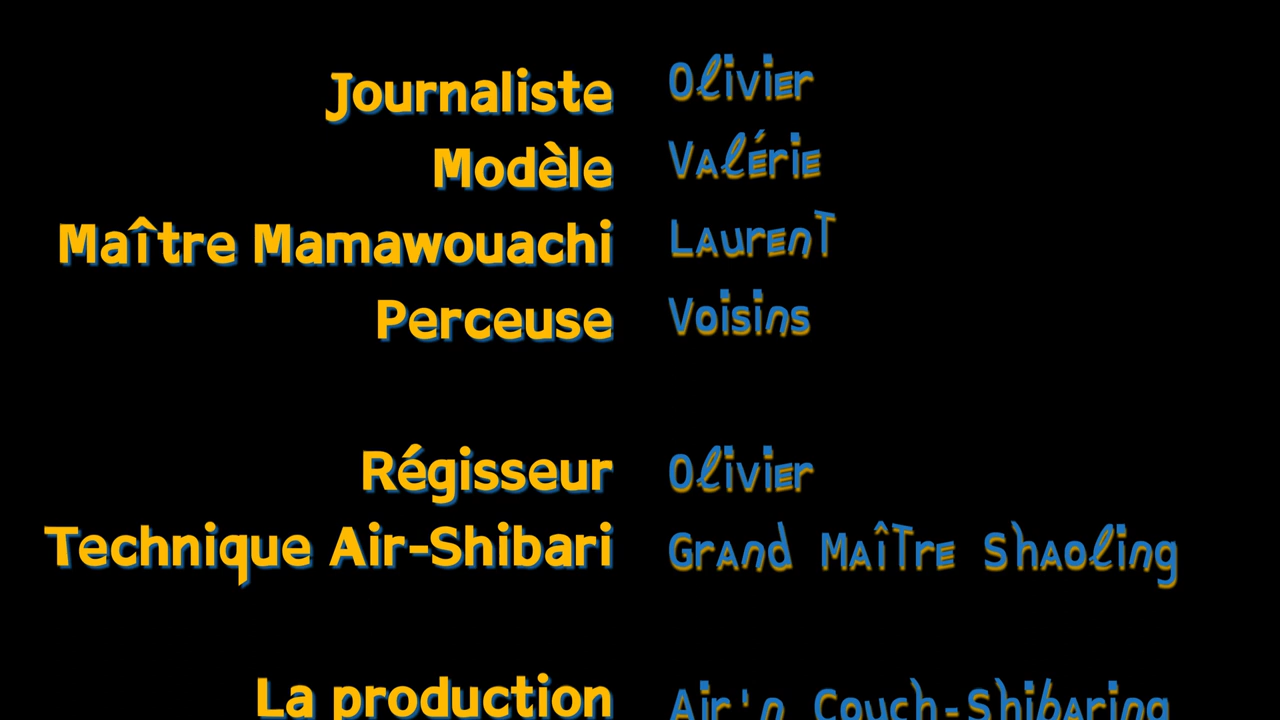 Journaliste Olivier
Modèle Valérie
Maître Mamawouachi Laurent
Perceuse Voisins
Régisseur Olivier
Technique Air-Shibari Grand Maître Shaoling
La production Air'n Couch-Shibaring